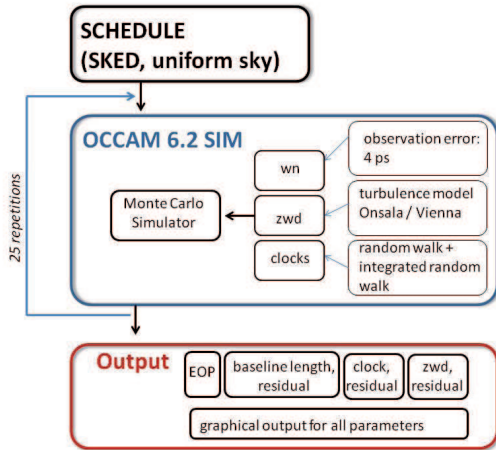 SCHEDULE
(SKED, uniform sky)
25 repetitions
OCCAM 6.2 SIM
Monte Carlo
Simulator
wn
zwd
clocks
observation error:
4 ps
turbulence model
Onsala / Vienna
random walk +
integrated random
walk
Output
EOP
baseline length,
residual
clock,
residual
zwd,
residual
graphical output for all parameters